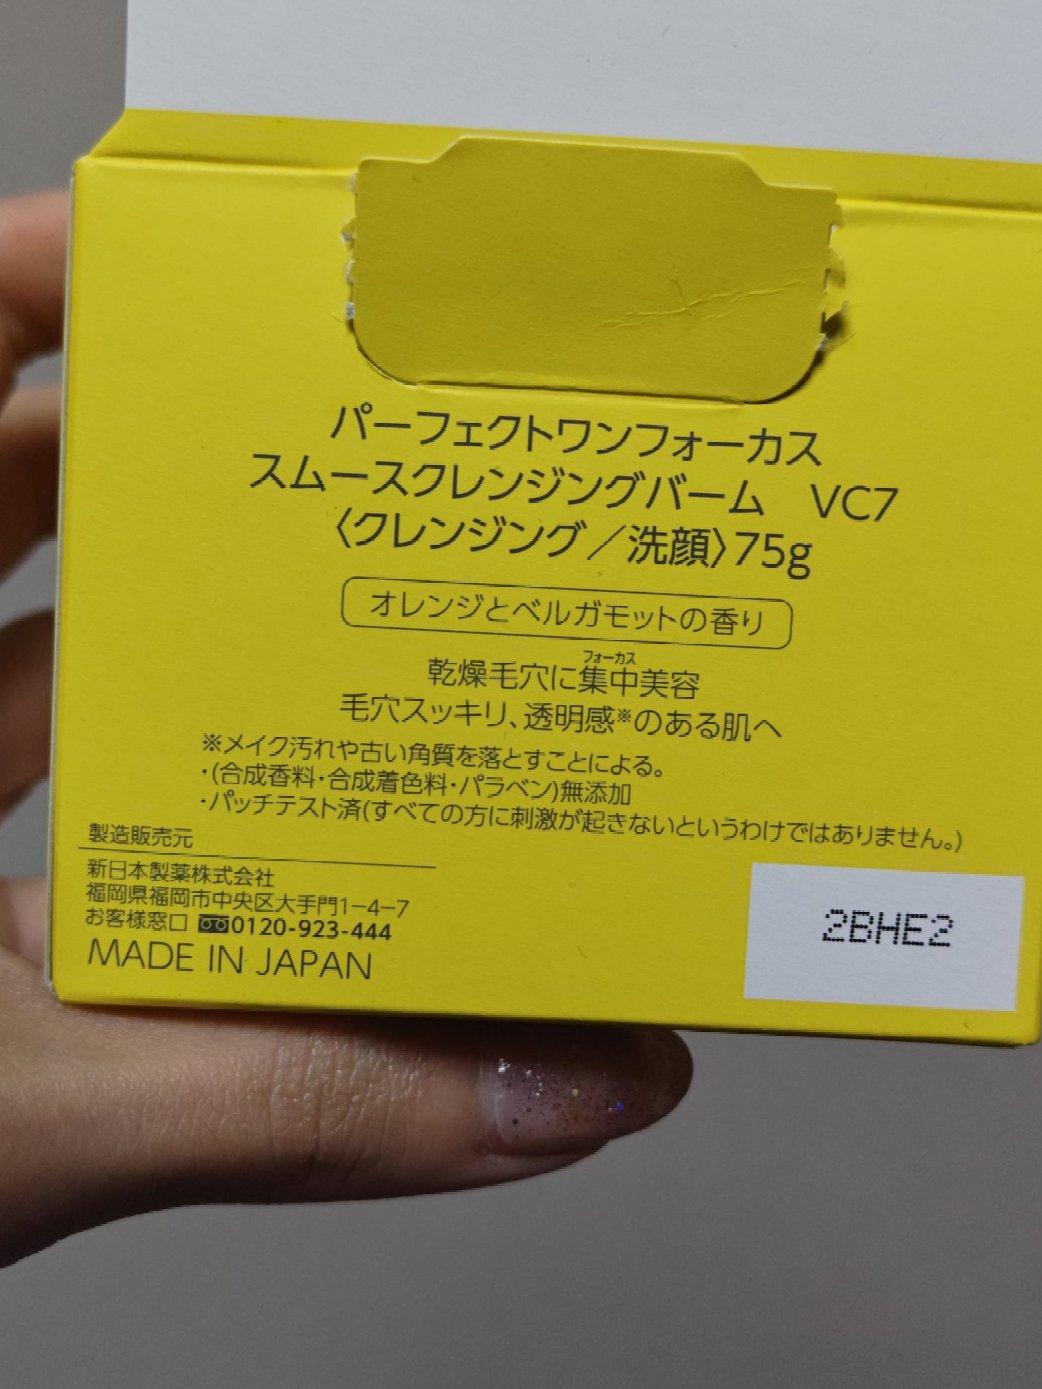 パーフェクトワンフォーカス
スムースクレンジングバーム　VC7
〈クレンジング／洗顔〉75g
オレンジとベルガモットの香り
フォーカス
乾燥毛穴に集中美容
毛穴スッキリ、透明感※のある肌へ
※メイク汚れや古い角質を落とすことによる。
・(合成香料・合成着色料・パラベン)無添加
・パッチテスト済(すべての方に刺激が起きないというわけではありません。)
製造販売元
新日本製薬株式会社
福岡県福岡市中央区大手門1-4-7
お客様窓口 0120-923-444
MADE IN JAPAN
2BHE2